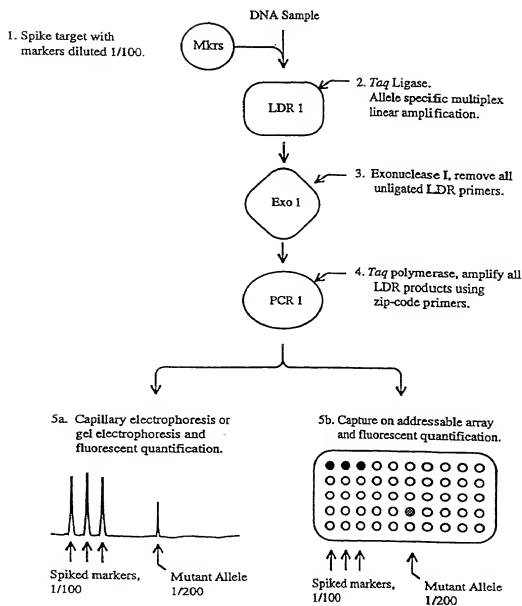 DNA Sample
1. Spike target with
markers diluted 1/100.
Mkrs
LDR 1
2. Taq Ligase.
Allele specific multiplex
linear amplification.
Exo 1
3. Exonuclease I, remove all
unligated LDR primers.
PCR 1
4. Taq polymerase, amplify all
LDR products using
zip-code primers.
5a. Capillary electrophoresis or
gel electrophoresis and
fluorescent quantification.
Spiked markers,
1/100
Mutant Allele
1/200
5b. Capture on addressable array
and fluorescent quantification.
Spiked markers,
1/100
Mutant Allele
1/200